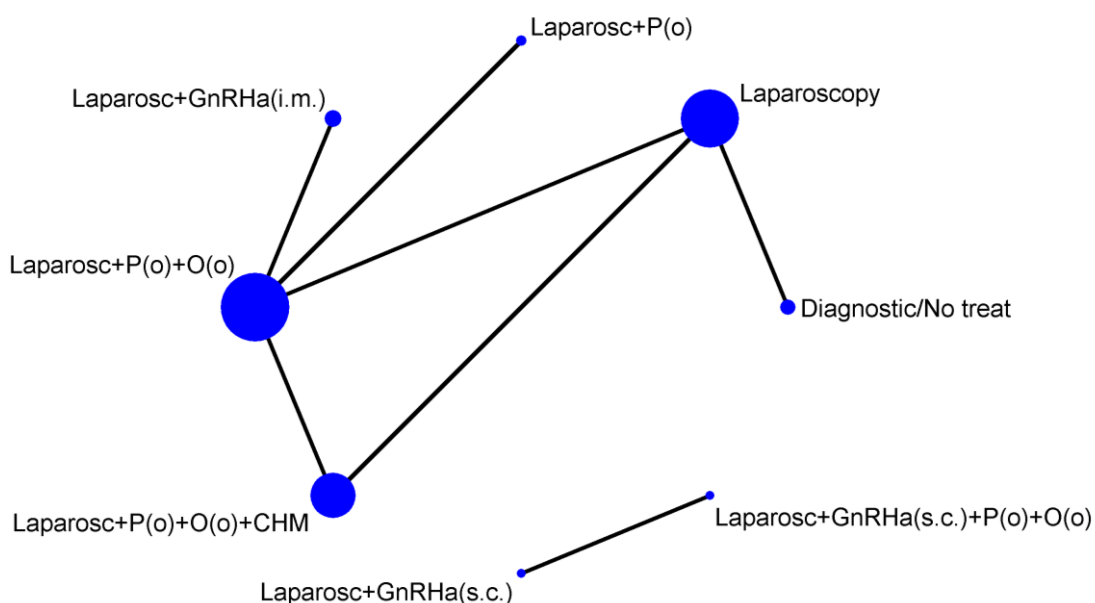 Laparosc+P(o)
Laparosc+GnRHa(i.m.)
Laparoscopy
Laparosc+P(o)+O(o)
Diagnostic/No treat
Laparosc+P(o)+O(o)+CHM
Laparosc+GnRHa(s.c.)+P(o)+O(o)
Laparosc+GnRHa(s.c.)